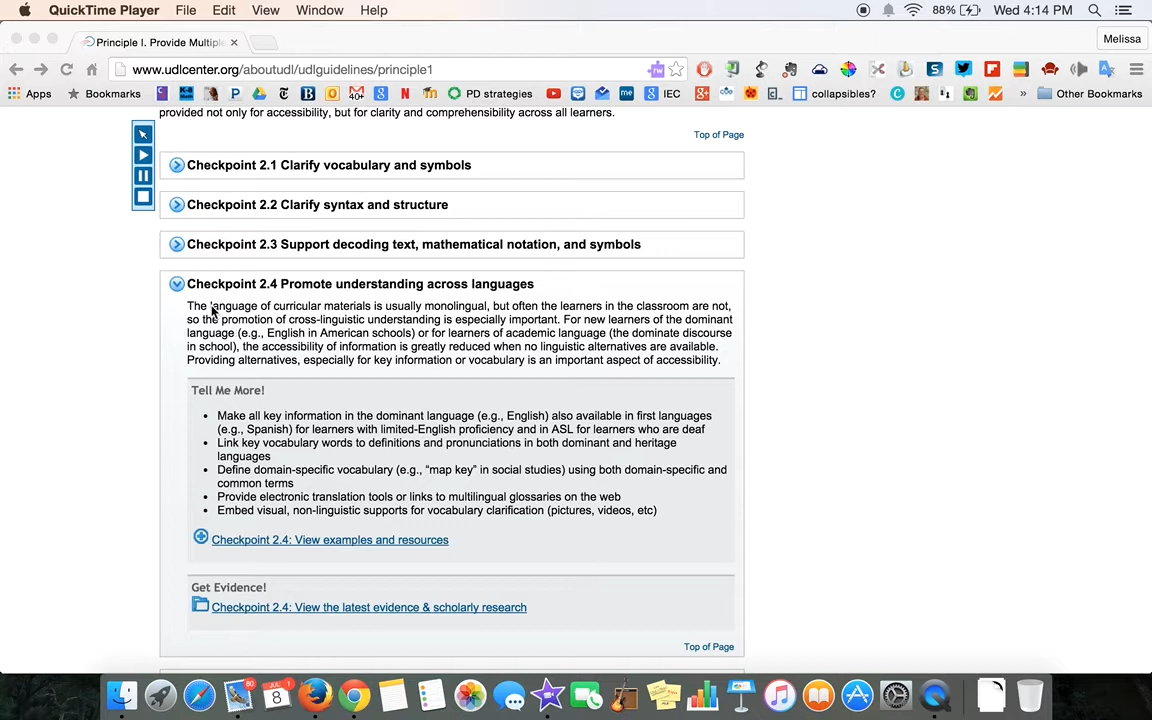 QuickTime Player File Edit View Window Help 88% Wed 4:14 PM
Principle I. Provide Multiple
Melissa
www.udlcenter.org/aboutudl/udlguidelines/principle1
Apps Bookmarks PD strategies IEC collapsibles? » Other Bookmarks
provided not only for accessibility, but for clarity and comprehensibility across all learners.
Top of Page
Checkpoint 2.1 Clarify vocabulary and symbols
Checkpoint 2.2 Clarify syntax and structure
Checkpoint 2.3 Support decoding text, mathematical notation, and symbols
Checkpoint 2.4 Promote understanding across languages
The language of curricular materials is usually monolingual, but often the learners in the classroom are not,
so the promotion of cross-linguistic understanding is especially important. For new learners of the dominant
language (e.g., English in American schools) or for learners of academic language (the dominate discourse
in school), the accessibility of information is greatly reduced when no linguistic alternatives are available.
Providing alternatives, especially for key information or vocabulary is an important aspect of accessibility.
Tell Me More!
• Make all key information in the dominant language (e.g., English) also available in first languages
(e.g., Spanish) for learners with limited-English proficiency and in ASL for learners who are deaf
• Link key vocabulary words to definitions and pronunciations in both dominant and heritage
languages
• Define domain-specific vocabulary (e.g., “map key” in social studies) using both domain-specific and
common terms
• Provide electronic translation tools or links to multilingual glossaries on the web
• Embed visual, non-linguistic supports for vocabulary clarification (pictures, videos, etc)
Checkpoint 2.4: View examples and resources
Get Evidence!
Checkpoint 2.4: View the latest evidence & scholarly research
Top of Page